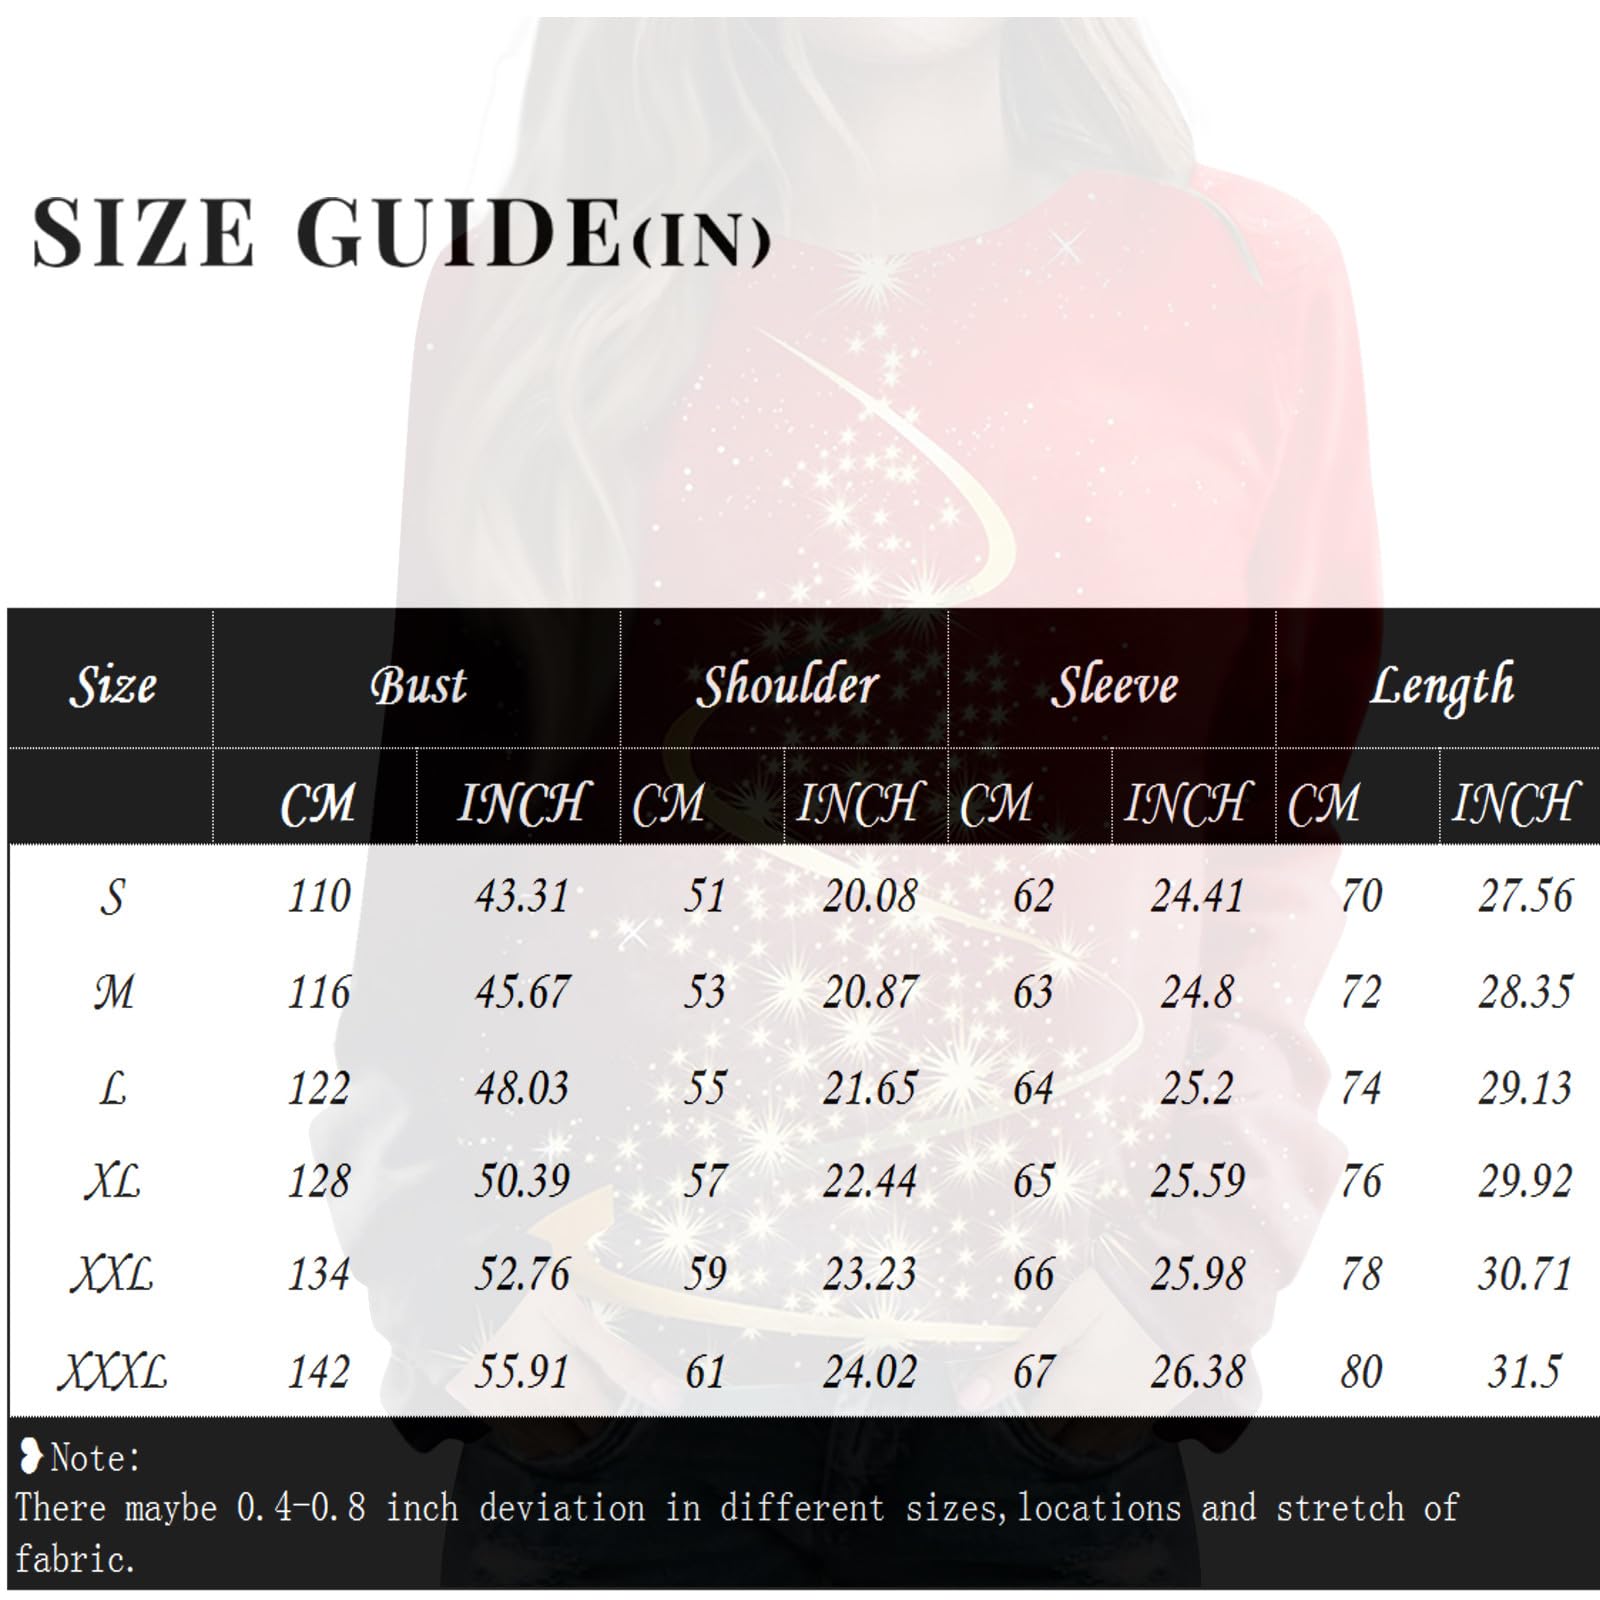 SIZE GUIDE(IN)
Size Bust Shoulder Sleeve Length
CM INCH CM INCH CM INCH CM INCH
S 110 43.31 51 20.08 62 24.41 70 27.56
M 116 45.67 53 20.87 63 24.8 72 28.35
L 122 48.03 55 21.65 64 25.2 74 29.13
XL 128 50.39 57 22.44 65 25.59 76 29.92
XXL 134 52.76 59 23.23 66 25.98 78 30.71
XXXL 142 55.91 61 24.02 67 26.38 80 31.5
❥Note:
There maybe 0.4-0.8 inch deviation in different sizes,locations and stretch of
fabric.